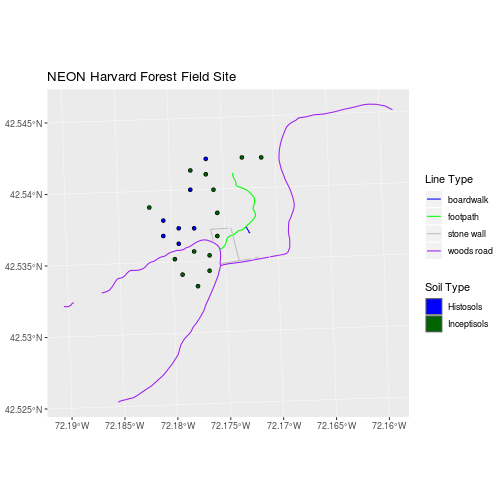 NEON Harvard Forest Field Site
42.545°N
42.54°N
42.535°N
42.53°N
42.525°N
72.19°W
72.185°W
72.18°W
72.175°W
72.17°W
72.165°W
72.16°W
Line Type
boardwalk
footpath
stone wall
woods road
Soil Type
Histosols
Inceptisols